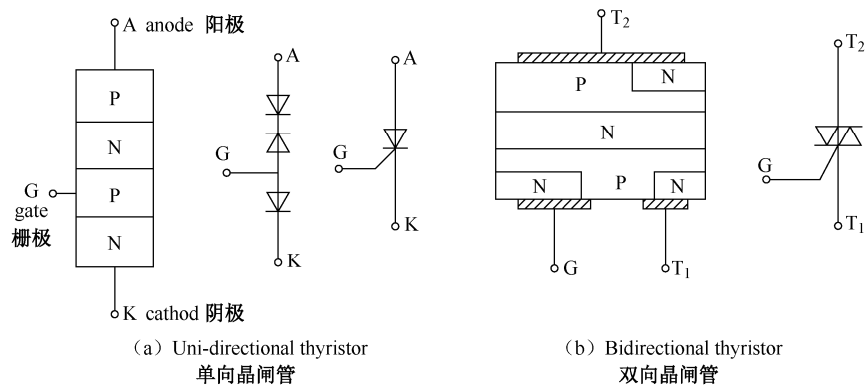 A anode 阳极
P
N
P
N
G
gate
栅极
K cathod 阴极
A
G
K
A
G
K
（a）Uni-directional thyristor
单向晶闸管
T₂
P
N
N
N
P
N
G
T₁
T₂
G
T₁
（b）Bidirectional thyristor
双向晶闸管